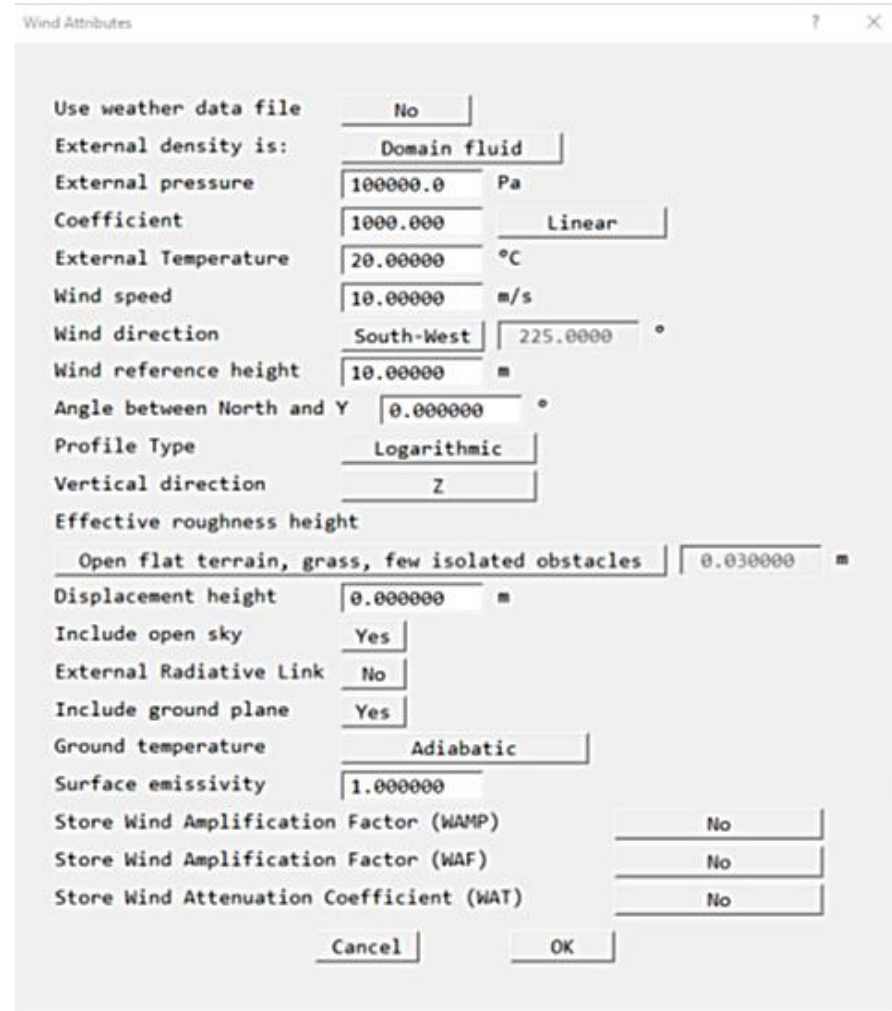 Wind Attributes ? ×
Use weather data file No
External density is: Domain fluid
External pressure 100000.0 Pa
Coefficient 1000.000 Linear
External Temperature 20.00000 °C
Wind speed 10.00000 m/s
Wind direction South-West 225.0000 °
Wind reference height 10.00000 m
Angle between North and Y 0.000000 °
Profile Type Logarithmic
Vertical direction Z
Effective roughness height
Open flat terrain, grass, few isolated obstacles 0.030000 m
Displacement height 0.000000 m
Include open sky Yes
External Radiative Link No
Include ground plane Yes
Ground temperature Adiabatic
Surface emissivity 1.000000
Store Wind Amplification Factor (WAMP) No
Store Wind Amplification Factor (WAF) No
Store Wind Attenuation Coefficient (WAT) No
Cancel OK